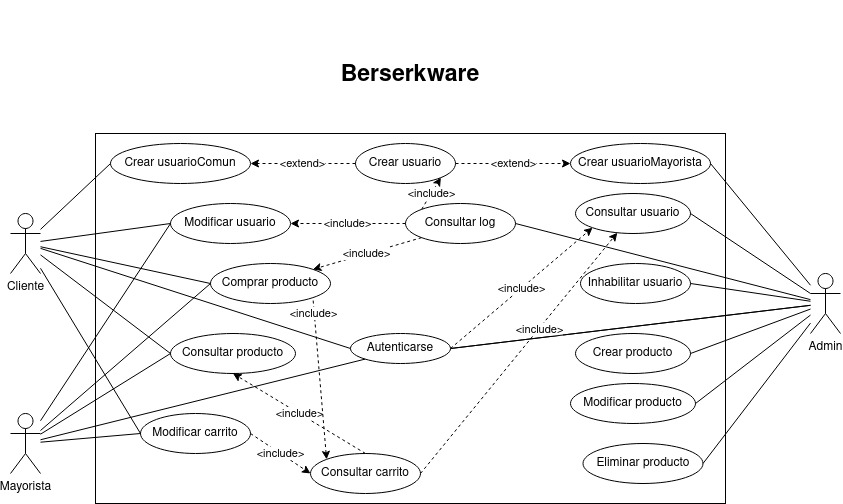 Berserkware
Crear usuarioComun
<extend>
Crear usuario
<extend>
Crear usuarioMayorista
<include>
Modificar usuario
<include>
Consultar log
Consultar usuario
<include>
Cliente
Comprar producto
<include>
Inhabilitar usuario
<include>
<include>
Admin
Consultar producto
Autenticarse
Crear producto
Modificar producto
<include>
Modificar carrito
<include>
Consultar carrito
Eliminar producto
Mayorista